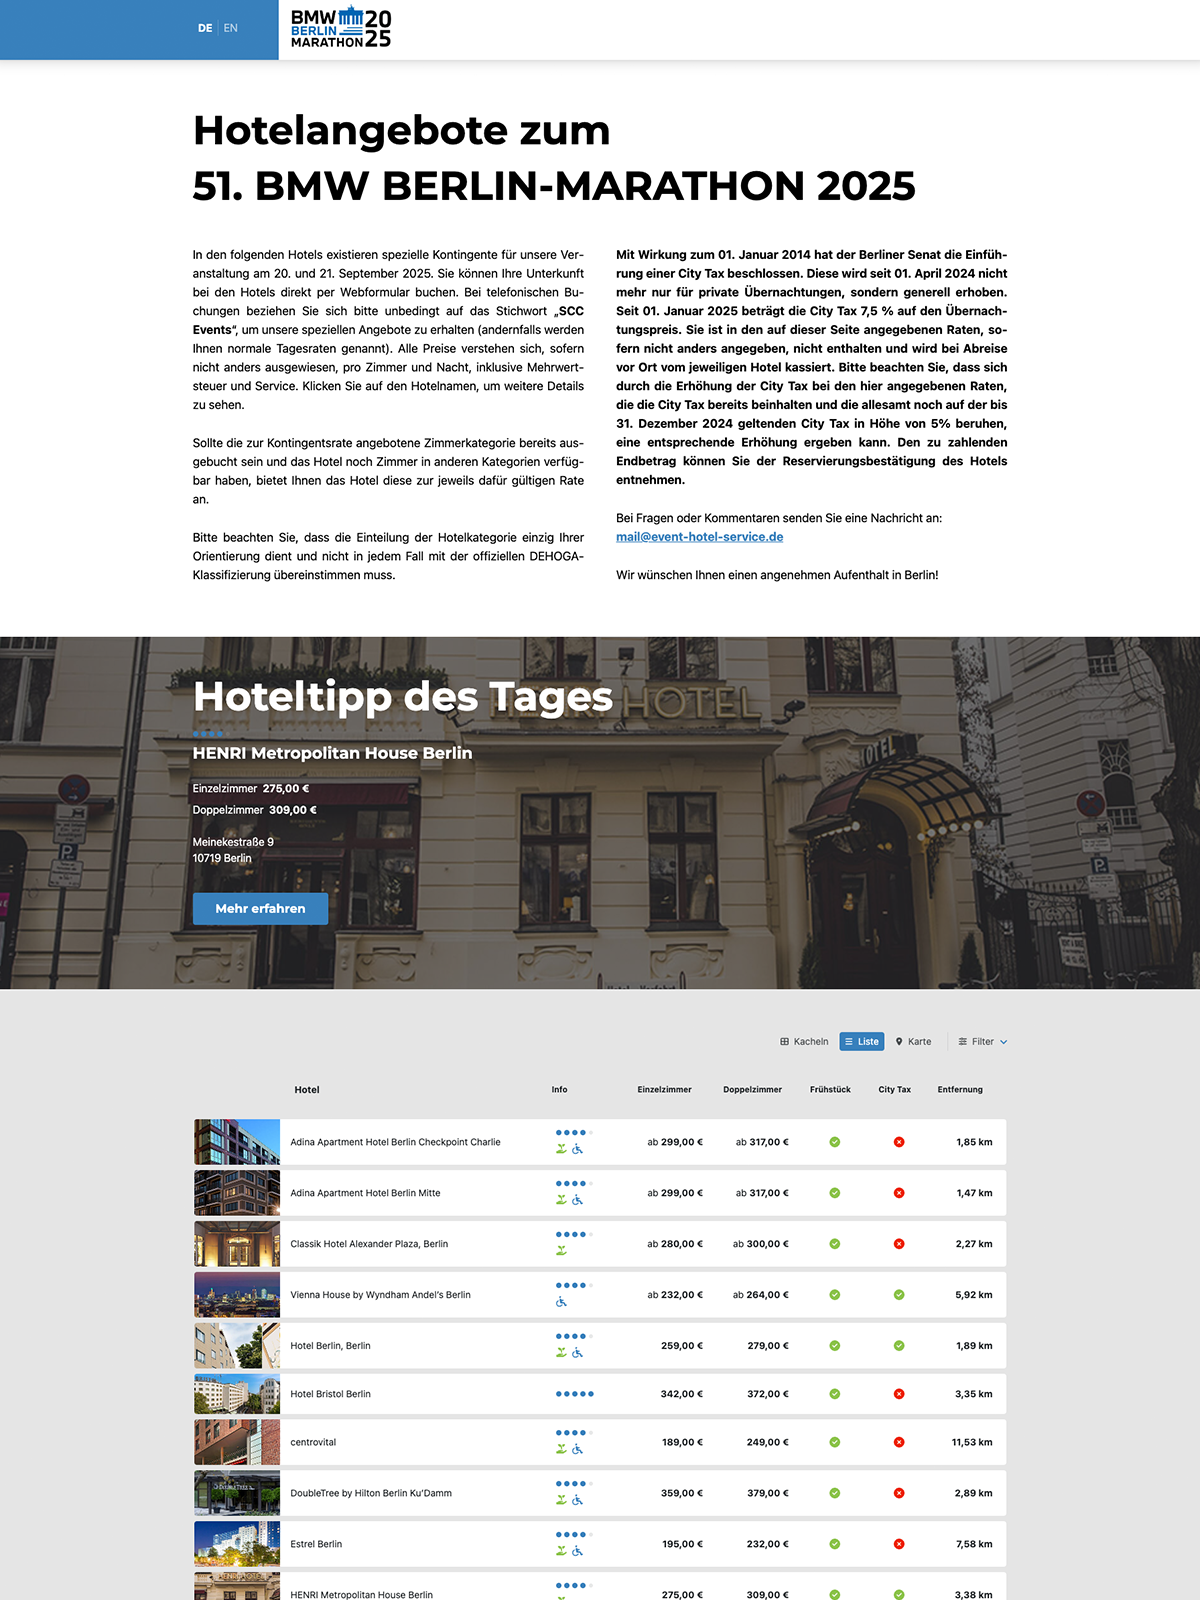 DE EN
BMW
BERLIN
MARATHON
20
25
Hotelangebote zum
51. BMW BERLIN-MARATHON 2025
In den folgenden Hotels existieren spezielle Kontingente für unsere Ver-
anstaltung am 20. und 21. September 2025. Sie können Ihre Unterkunft
bei den Hotels direkt per Webformular buchen. Bei telefonischen Bu-
chungen beziehen Sie sich bitte unbedingt auf das Stichwort „SCC
Events“, um unsere speziellen Angebote zu erhalten (andernfalls werden
Ihnen normale Tagesraten genannt). Alle Preise verstehen sich, sofern
nicht anders ausgewiesen, pro Zimmer und Nacht, inklusive Mehrwert-
steuer und Service. Klicken Sie auf den Hotelnamen, um weitere Details
zu sehen.
Sollte die zur Kontingentsrate angebotene Zimmerkategorie bereits aus-
gebucht sein und das Hotel noch Zimmer in anderen Kategorien verfüg-
bar haben, bietet Ihnen das Hotel diese zur jeweils dafür gültigen Rate
an.
Bitte beachten Sie, dass die Einteilung der Hotelkategorie einzig Ihrer
Orientierung dient und nicht in jedem Fall mit der offiziellen DEHOGA-
Klassifizierung übereinstimmen muss.
Mit Wirkung zum 01. Januar 2014 hat der Berliner Senat die Einfüh-
rung einer City Tax beschlossen. Diese wird seit 01. April 2024 nicht
mehr nur für private Übernachtungen, sondern generell erhoben.
Seit 01. Januar 2025 beträgt die City Tax 7,5 % auf den Übernach-
tungspreis. Sie ist in den auf dieser Seite angegebenen Raten, so-
fern nicht anders angegeben, nicht enthalten und wird bei Abreise
vor Ort vom jeweiligen Hotel kassiert. Bitte beachten Sie, dass sich
durch die Erhöhung der City Tax bei den hier angegebenen Raten,
die die City Tax bereits beinhalten und die allesamt noch auf der bis
31. Dezember 2024 geltenden City Tax in Höhe von 5% beruhen,
eine entsprechende Erhöhung ergeben kann. Den zu zahlenden
Endbetrag können Sie der Reservierungsbestätigung des Hotels
entnehmen.
Bei Fragen oder Kommentaren senden Sie eine Nachricht an:
mail@event-hotel-service.de
Wir wünschen Ihnen einen angenehmen Aufenthalt in Berlin!
Hoteltipp des Tages
HOTEL
HOTEL
HENRI Metropolitan House Berlin
Einzelzimmer 275,00 €
Doppelzimmer 309,00 €
Meinekestraße 9
10719 Berlin
Mehr erfahren
Kacheln Liste Karte Filter
Hotel Info Einzelzimmer Doppelzimmer Frühstück City Tax Entfernung
Adina Apartment Hotel Berlin Checkpoint Charlie ab 299,00 € ab 317,00 € 1,85 km
Adina Apartment Hotel Berlin Mitte ab 299,00 € ab 317,00 € 1,47 km
Classik Hotel Alexander Plaza, Berlin ab 280,00 € ab 300,00 € 2,27 km
Vienna House by Wyndham Andel's Berlin ab 232,00 € ab 264,00 € 5,92 km
Hotel Berlin, Berlin 259,00 € 279,00 € 1,89 km
Hotel Bristol Berlin 342,00 € 372,00 € 3,35 km
centrovital 189,00 € 249,00 € 11,53 km
DoubleTree by Hilton Berlin Ku'Damm 359,00 € 379,00 € 2,89 km
Estrel Berlin 195,00 € 232,00 € 7,58 km
HENRI Metropolitan House Berlin 275,00 € 309,00 € 3,38 km